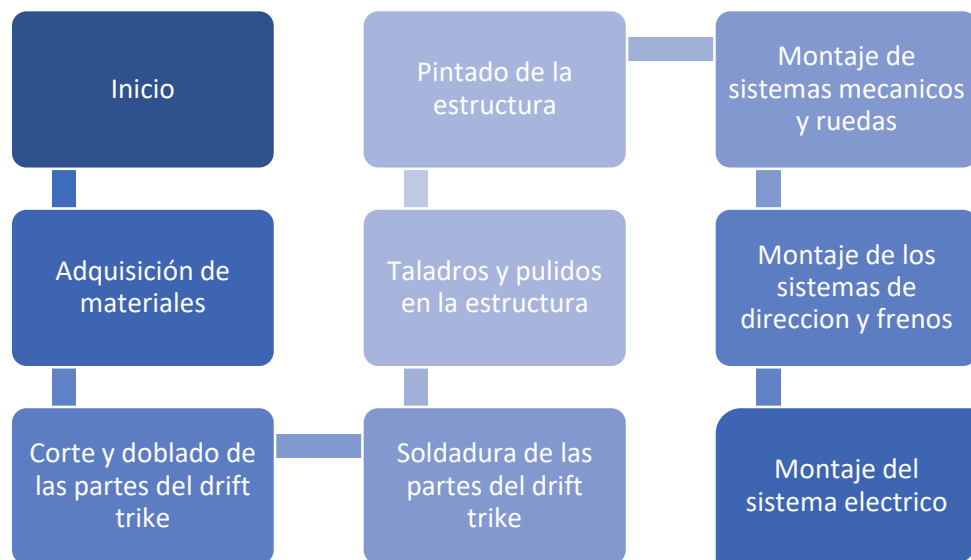 Inicio
Adquisición de
materiales
Corte y doblado de
las partes del drift
trike
Soldadura de las
partes del drift
trike
Taladros y pulidos
en la estructura
Pintado de la
estructura
Montaje de
sistemas mecanicos
y ruedas
Montaje de los
sistemas de
direccion y frenos
Montaje del
sistema electrico